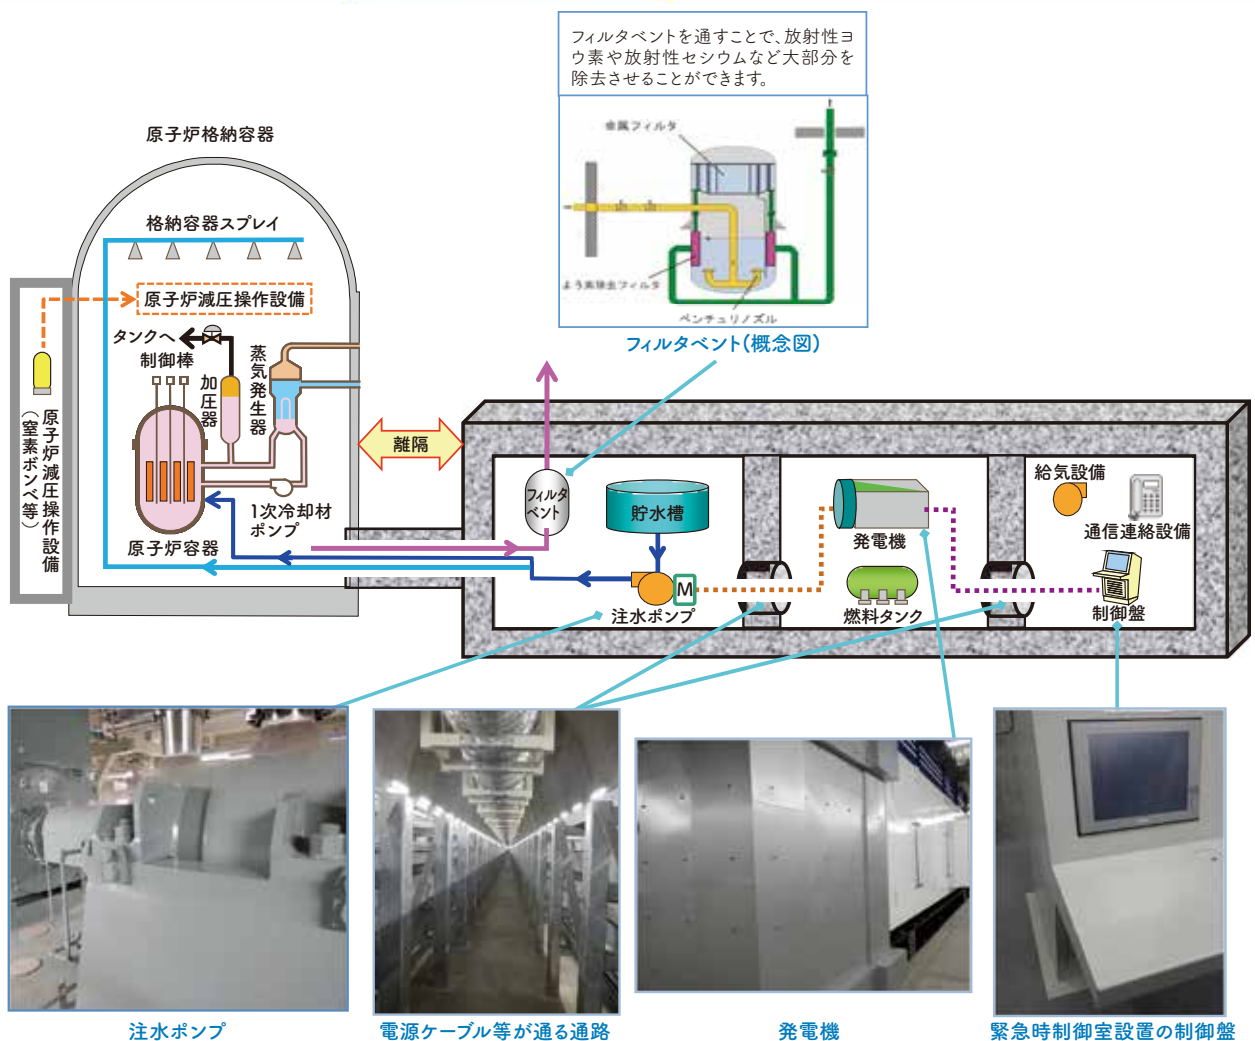 フィルタベントを通すことで、放射性ヨ
ウ素や放射性セシウムなど大部分を
除去させることができます。
金属フィルタ
よう素除去フィルタ
ベンチュリノズル
フィルタベント(概念図)
原子炉格納容器
格納容器スプレイ
原子炉減圧操作設備
タンクへ
制御棒
加圧器
蒸気発生器
原子炉減圧操作設備
(窒素ボンベ等)
1次冷却材
ポンプ
原子炉容器
離隔
フィルタ
ベント
貯水槽
M
注水ポンプ
発電機
燃料タンク
給気設備
通信連絡設備
制御盤
注水ポンプ
電源ケーブル等が通る通路
発電機
緊急時制御室設置の制御盤